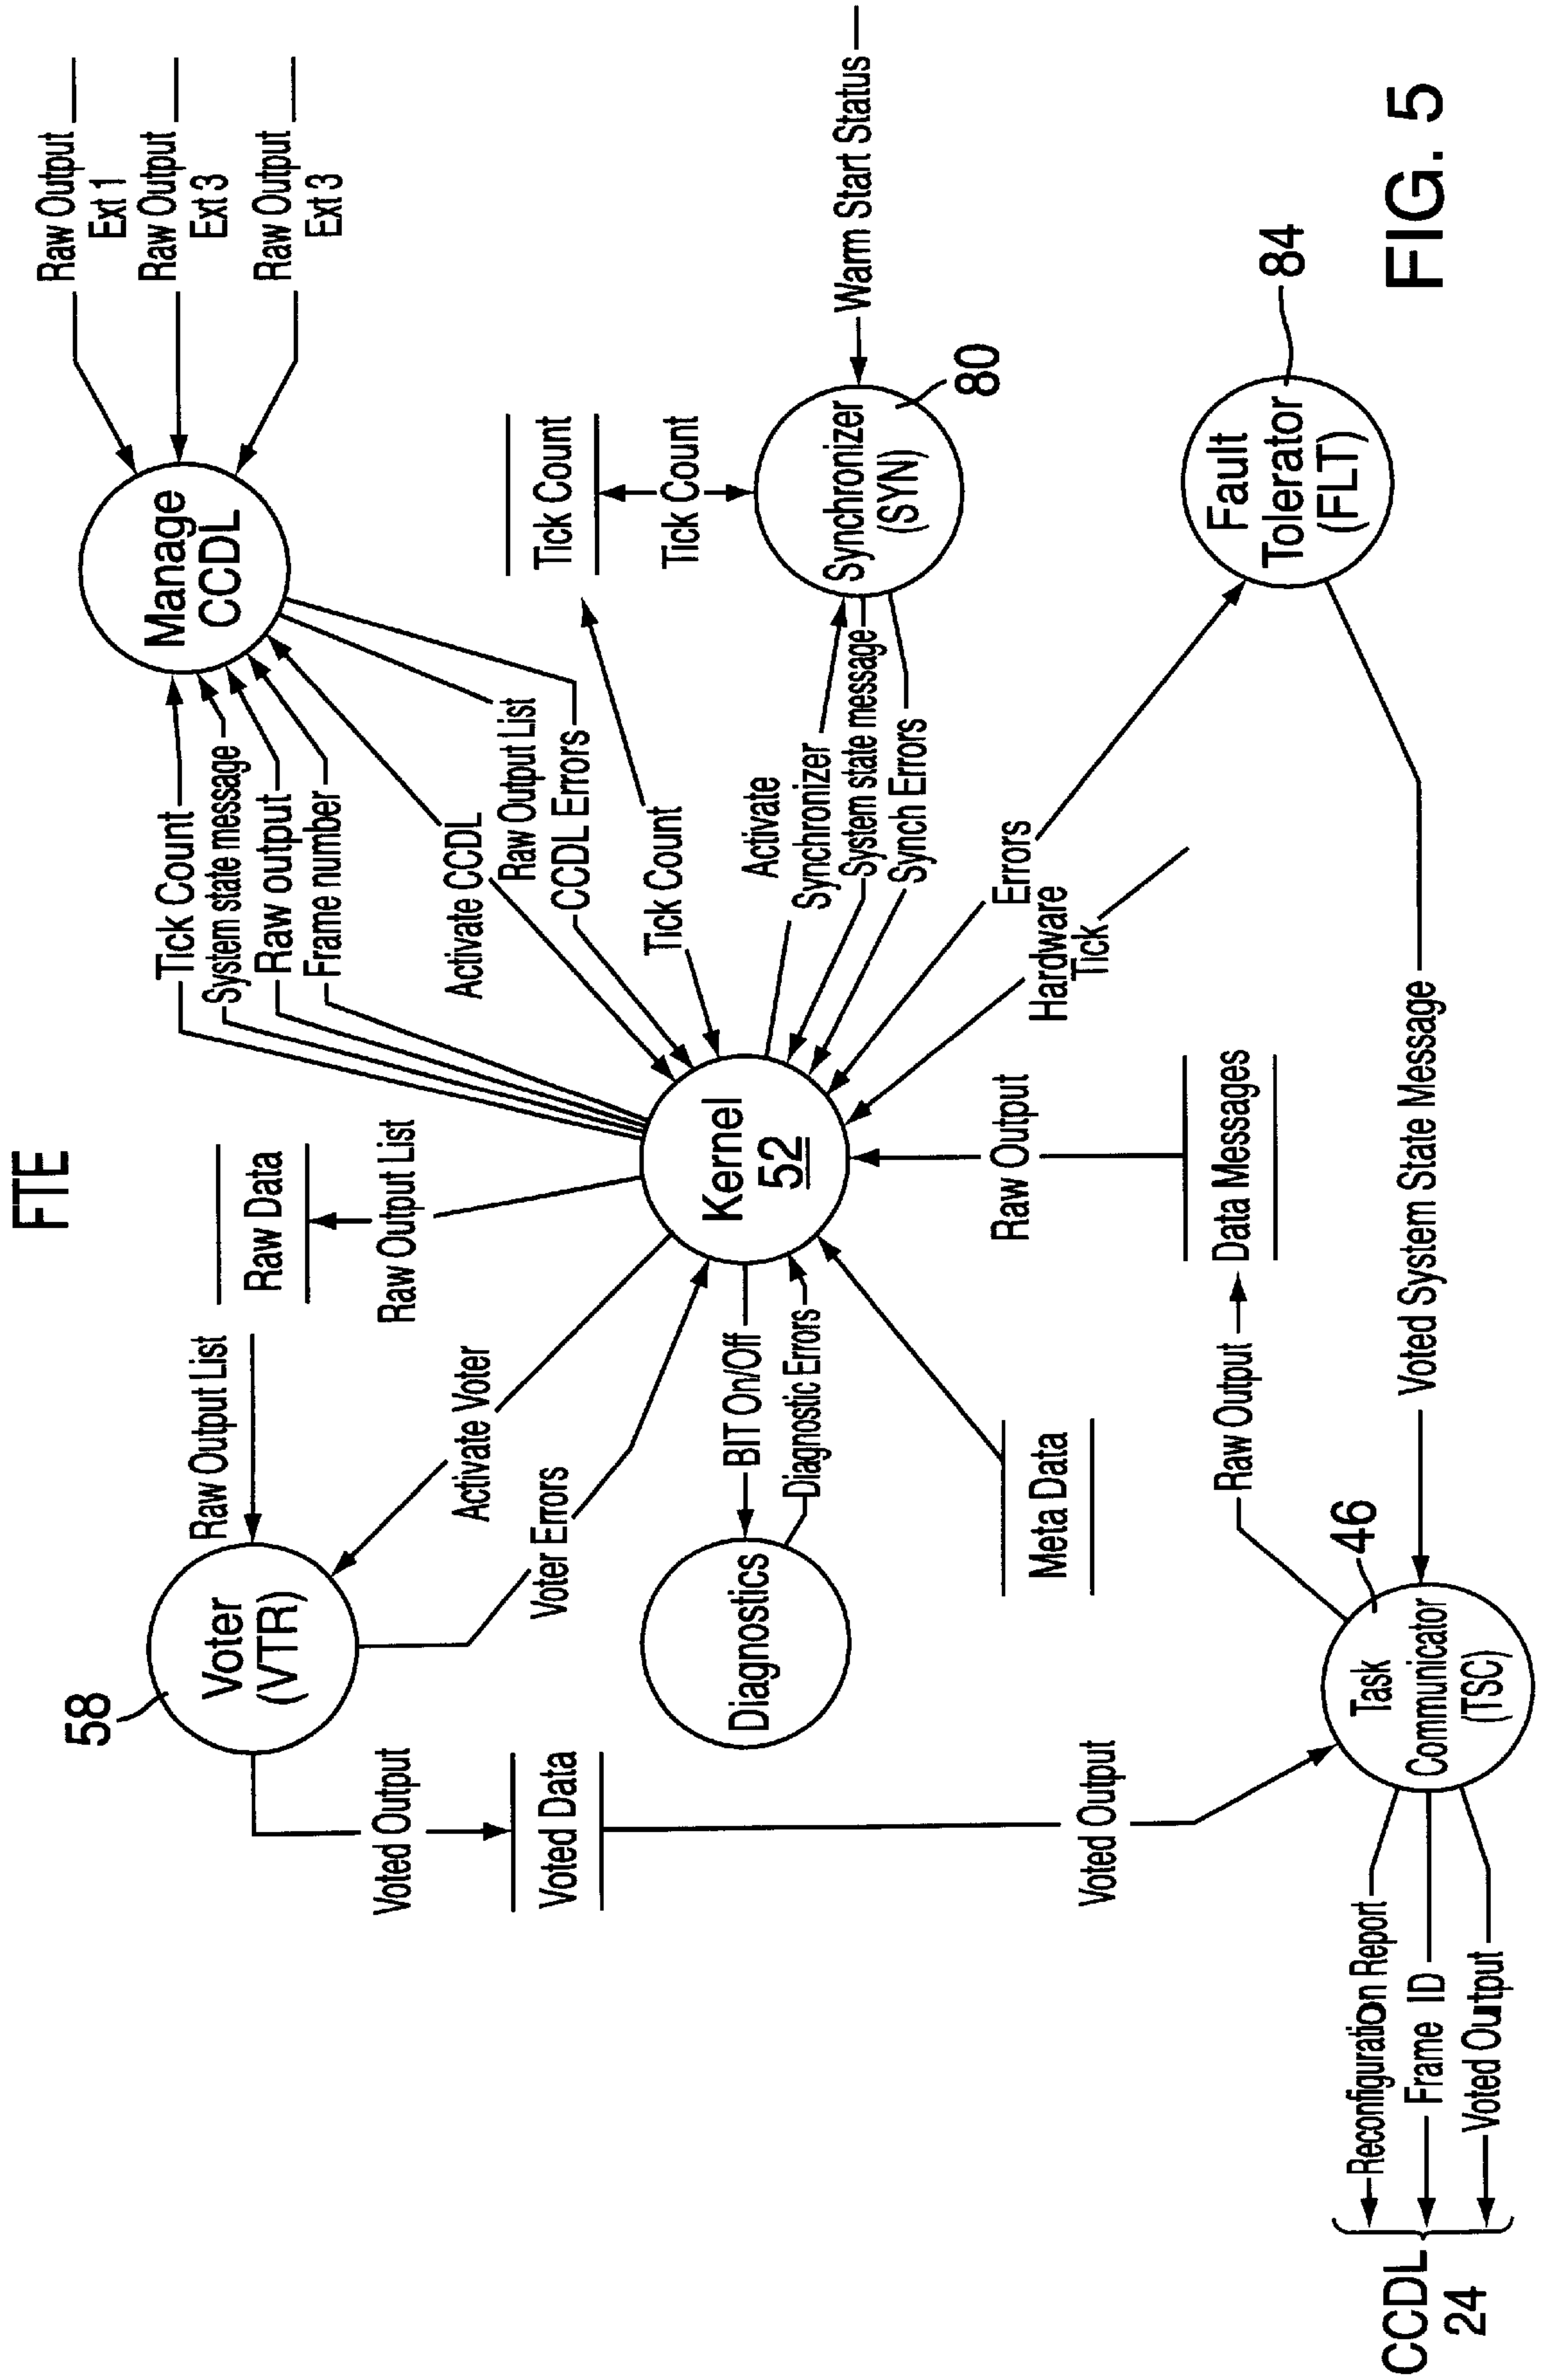 FTE
58
Voter
(VTR)
Raw Output List
Raw Data
Raw Output List
Tick Count
System state message
Raw output
Frame number
Manage
CCDL
Raw Output
Ext 1
Raw Output
Ext 3
Raw Output
Ext 3
Voted Output
Voted Data
Activate Voter
Voter Errors
Activate CCDL
Raw Output List
CCDL Errors
Tick Count
Tick Count
Tick Count
Diagnostics
BIT On/Off
Diagnostic Errors
Kernel
52
Activate
Synchronizer
System state message
Synch Errors
Synchronizer
(SYN)
80
Warm Start Status
Meta Data
Raw Output
Errors
Hardware
Tick
Voted Output
Raw Output
Data Messages
Fault
Tolerator
(FLT)
84
46
Task
Communicator
(TSC)
Voted System State Message
Reconfiguration Report
Frame ID
Voted Output
CCDL
24
FIG. 5